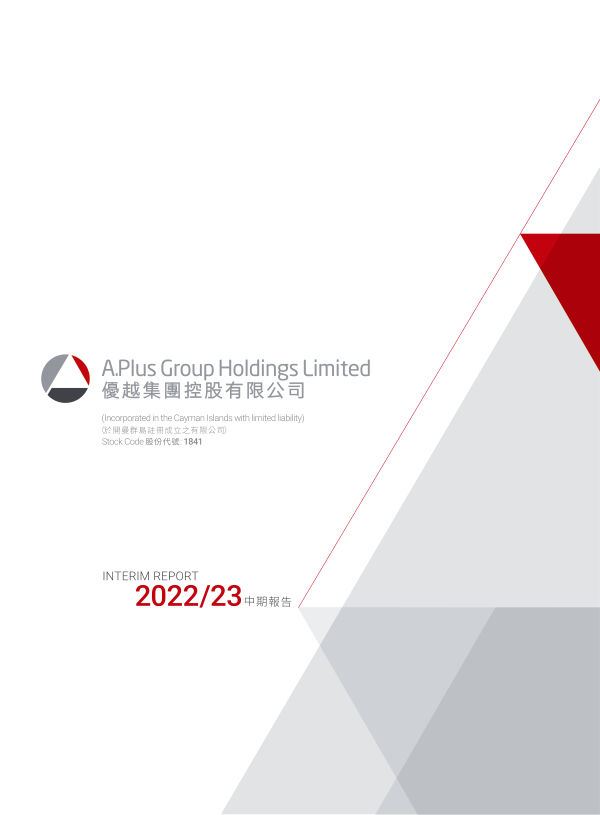 A.Plus Group Holdings Limited
優越集團控股有限公司
(Incorporated in the Cayman Islands with limited liability)
(於開曼群島註冊成立之有限公司)
Stock Code 股份代號: 1841
INTERIM REPORT
2022/23 中期報告